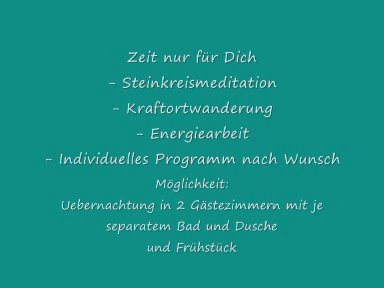 Zeit nur für Dich
- Steinkreismeditation
- Kraftortwanderung
- Energiearbeit
- Individuelles Programm nach Wunsch
Möglichkeit:
Uebernachtung in 2 Gästezimmern mit je
separatem Bad und Dusche
und Frühstück